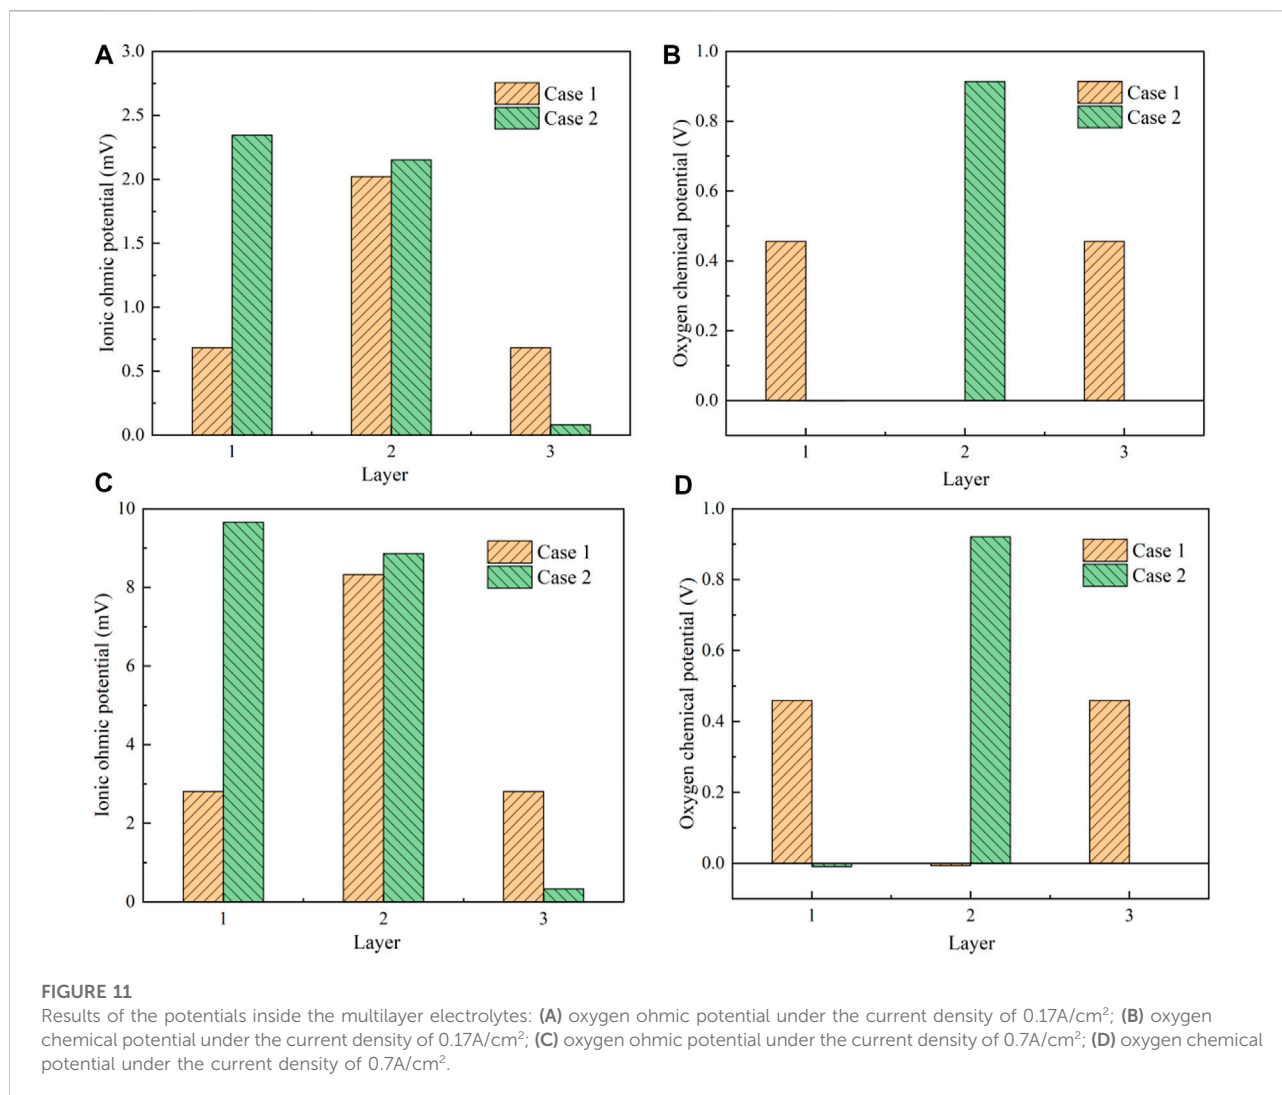 A
3.0
2.5
2.0
1.5
1.0
0.5
0.0
Ionic ohmic potential (mV)
Case 1
Case 2
1
2
3
Layer
B
1.0
0.8
0.6
0.4
0.2
0.0
Oxygen chemical potential (V)
Case 1
Case 2
1
2
3
Layer
C
10
8
6
4
2
0
Ionic ohmic potential (mV)
Case 1
Case 2
1
2
3
Layer
D
1.0
0.8
0.6
0.4
0.2
0.0
Oxygen chemical potential (V)
Case 1
Case 2
1
2
3
Layer
FIGURE 11
Results of the potentials inside the multilayer electrolytes: (A) oxygen ohmic potential under the current density of 0.17A/cm²; (B) oxygen
chemical potential under the current density of 0.17A/cm²; (C) oxygen ohmic potential under the current density of 0.7A/cm²; (D) oxygen chemical
potential under the current density of 0.7A/cm².